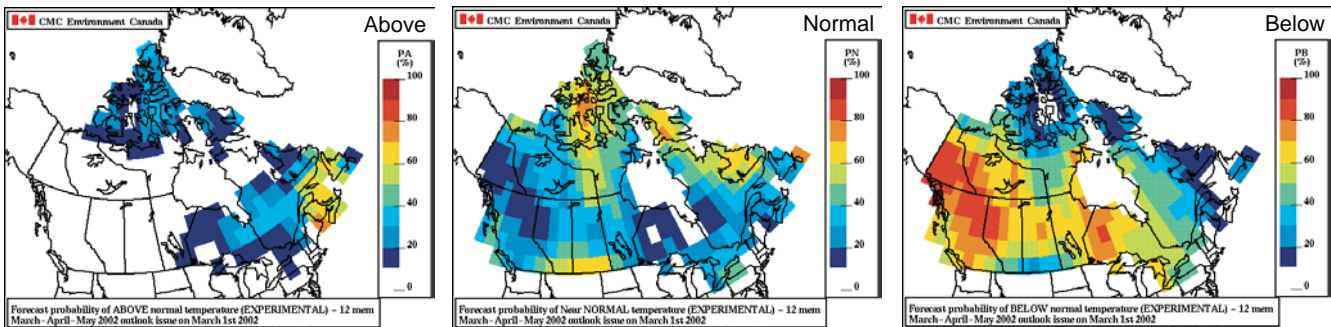 CMC Environment Canada
Above
PA
(%)
100
80
60
40
20
0
Forecast probability of ABOVE normal temperature (EXPERIMENTAL) - 12 mem
March-April-May 2002 outlook issue on March 1st 2002
CMC Environment Canada
Normal
PN
(%)
100
80
60
40
20
0
Forecast probability of Near NORMAL temperature (EXPERIMENTAL) - 12 mem
March-April-May 2002 outlook issue on March 1st 2002
CMC Environment Canada
Below
PB
(%)
100
80
60
40
20
0
Forecast probability of BELOW normal temperature (EXPERIMENTAL) - 12 mem
March-April-May 2002 outlook issue on March 1st 2002